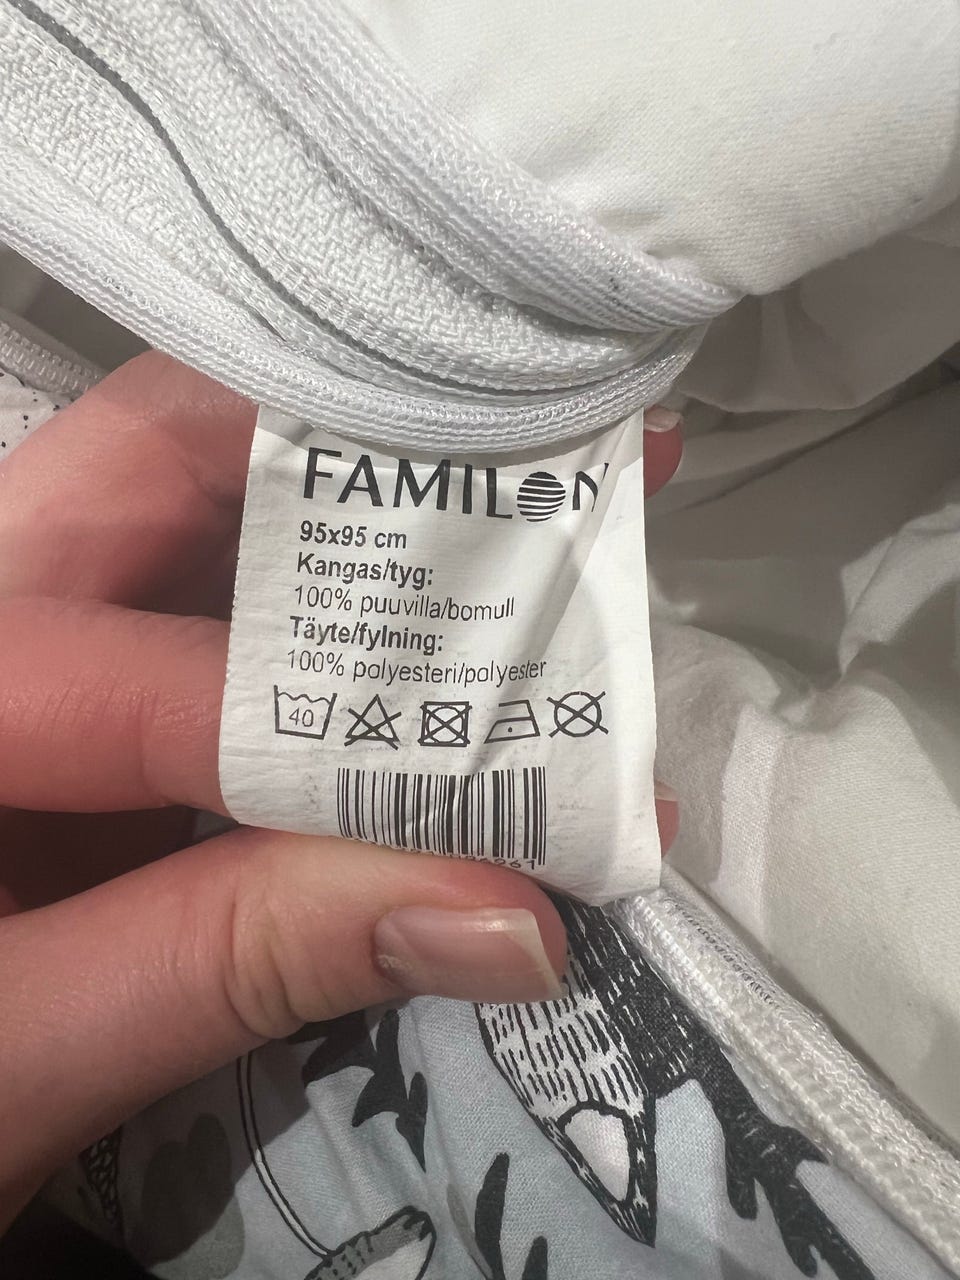 FAMILON
95x95 cm
Kangas/tyg:
100% puuvilla/bomull
Täyte/fylning:
100% polyesteri/polyester
40